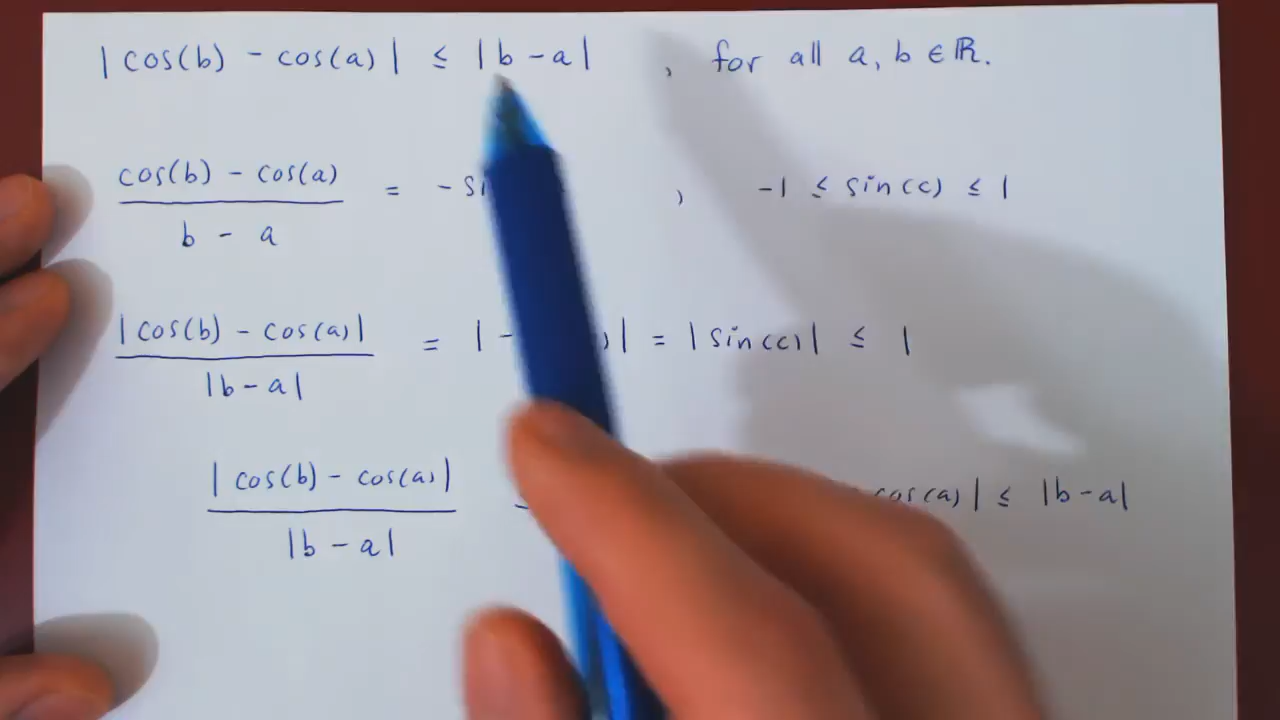 |cos(b) - cos(a)| ≤ |b - a| , for all a, b ∈ ℝ.
cos(b) - cos(a) / b - a = - si , -1 ≤ sin(c) ≤ 1
|cos(b) - cos(a)| / |b - a| = | - )| = |sin(c)| ≤ 1
|cos(b) - cos(a)| / |b - a| cos(a)| ≤ |b - a|